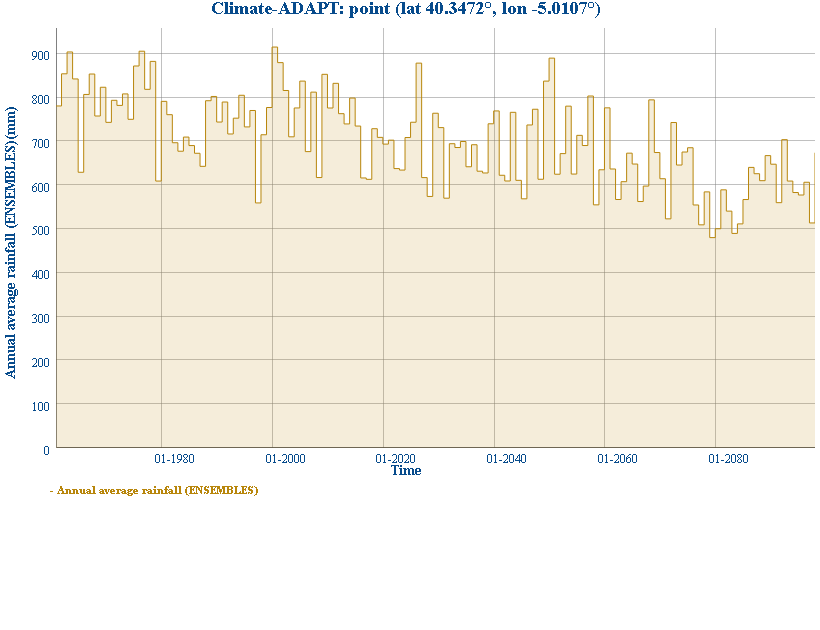 Climate-ADAPT: point (lat 40.3472°, lon -5.0107°)
Annual average rainfall (ENSEMBLES)(mm)
900
800
700
600
500
400
300
200
100
0
01-1980 01-2000 01-2020 01-2040 01-2060 01-2080
Time
- Annual average rainfall (ENSEMBLES)